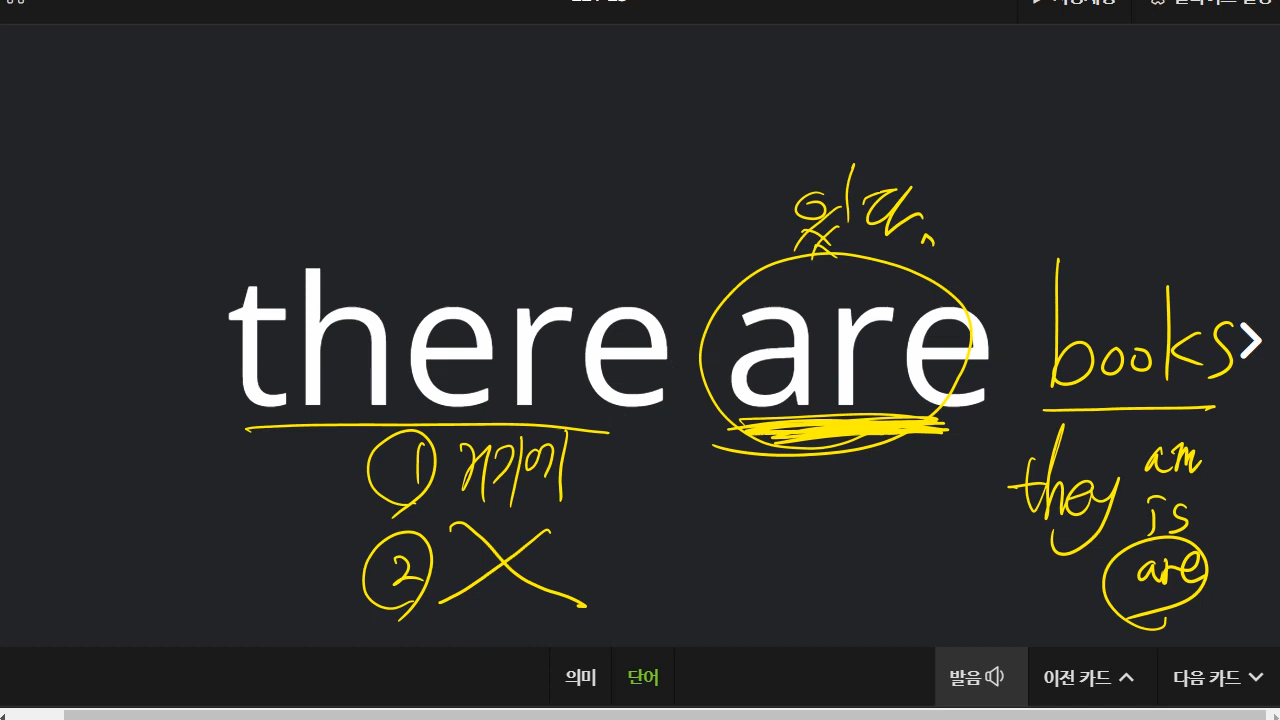 있다.
there are books
① 거기에
② X
they am
is
are
의미 단어 발음 이전 카드 다음 카드